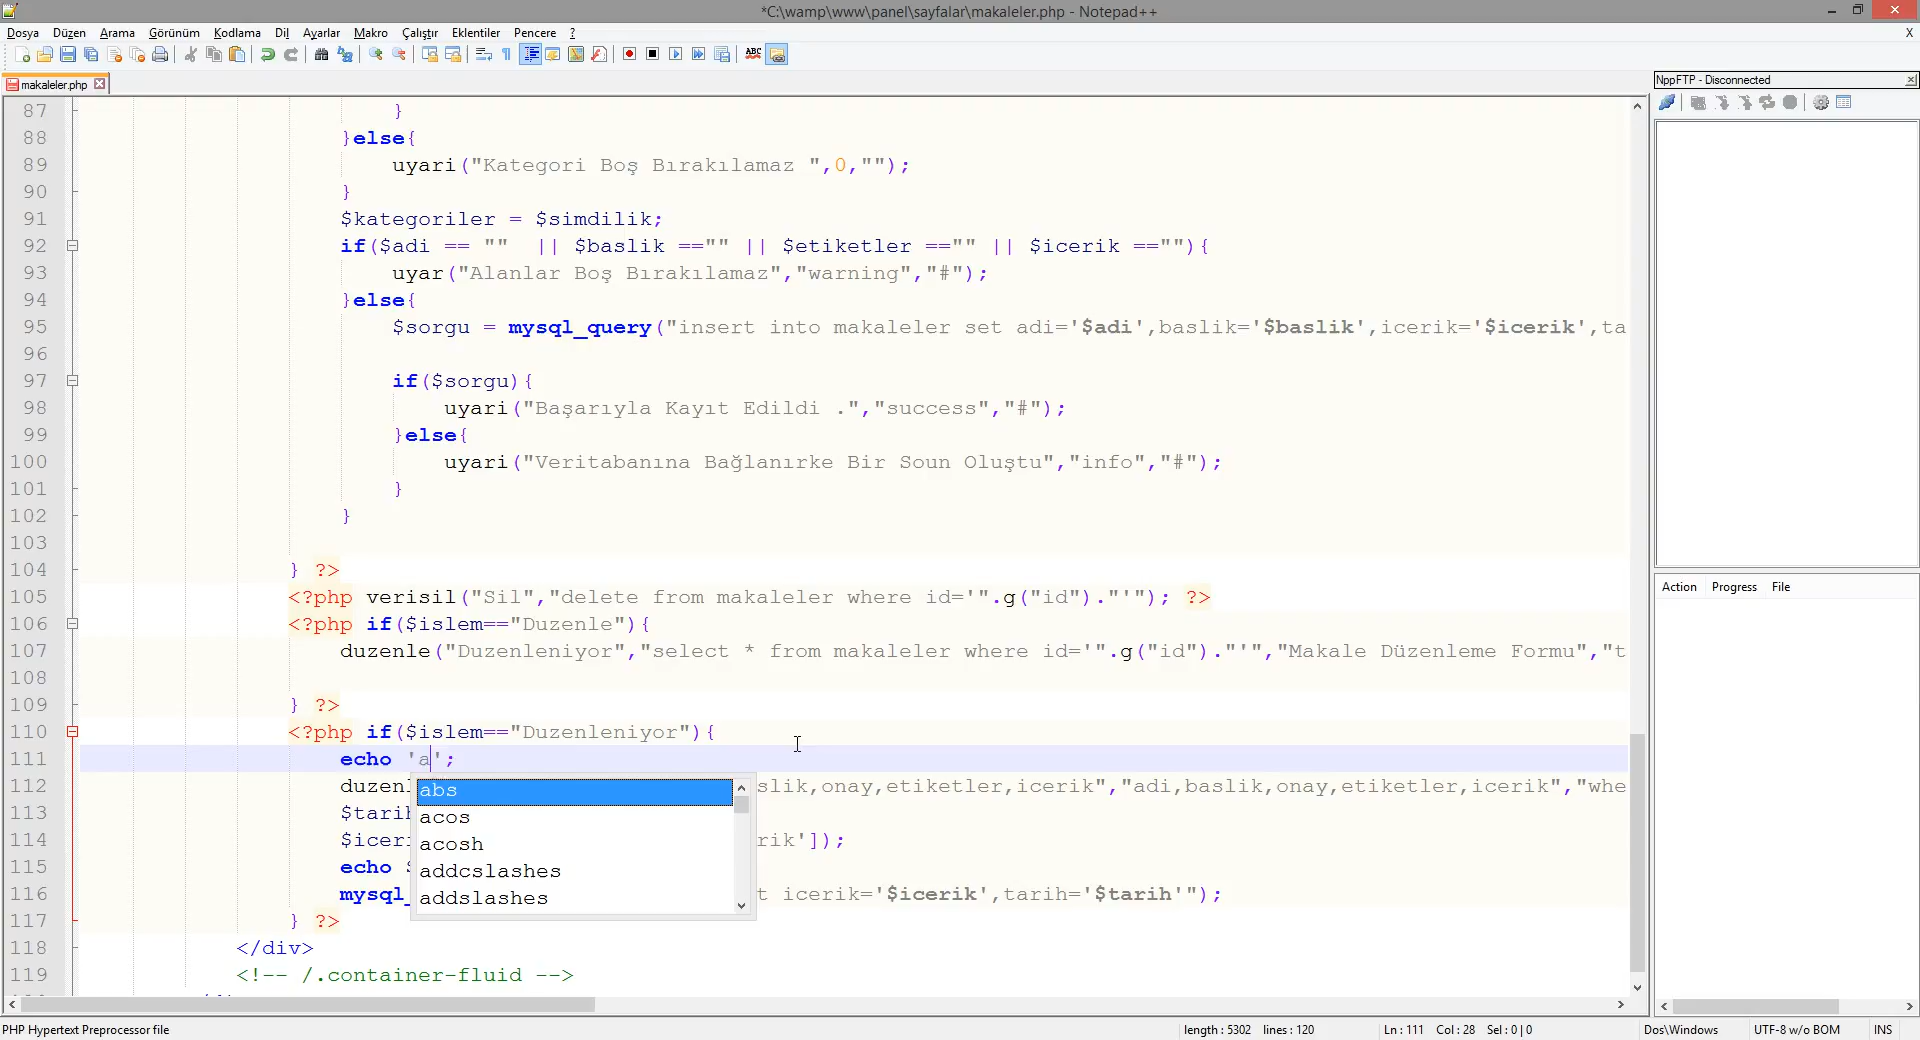 *C:\wamp\www\panel\sayfalar\makaleler.php - Notepad++
Dosya Düzen Arama Görünüm Kodlama Dil Ayarlar Makro Çalıştır Eklentiler Pencere ? X
ABC
makaleler.php
NppFTP - Disconnected
87 }
88 }else{
89 uyari("Kategori Boş Bırakılamaz ",0,"");
90 }
91 $kategoriler = $simdilik;
92 if($adi == "" || $baslik =="" || $etiketler =="" || $icerik ==""){
93 uyar("Alanlar Boş Bırakılamaz","warning","#");
94 }else{
95 $sorgu = mysql_query("insert into makaleler set adi='$adi',baslik='$baslik',icerik='$icerik',ta
96
97 if($sorgu){
98 uyari("Başarıyla Kayıt Edildi .","success","#");
99 }else{
100 uyari("Veritabanına Bağlanırke Bir Soun Oluştu","info","#");
101 }
102 }
103
104 } ?>
105 <?php verisil("Sil","delete from makaleler where id='".g("id")."'"); ?>
106 <?php if($islem=="Duzenle"){
107 duzenle("Duzenleniyor","select * from makaleler where id='".g("id")."'","Makale Düzenleme Formu","t
108
109 } ?>
110 <?php if($islem=="Duzenleniyor"){
111 echo 'a';
112 duzenl slik,onay,etiketler,icerik","adi,baslik,onay,etiketler,icerik","whe
113 $tarih
114 $iceri rik']);
115 echo $
116 mysql_ t icerik='$icerik',tarih='$tarih'");
117 } ?>
118 </div>
119 <!-- /.container-fluid -->
abs
acos
acosh
addcslashes
addslashes
Action Progress File
PHP Hypertext Preprocessor file length : 5302 lines : 120 Ln : 111 Col : 28 Sel : 0 | 0 Dos\Windows UTF-8 w/o BOM INS